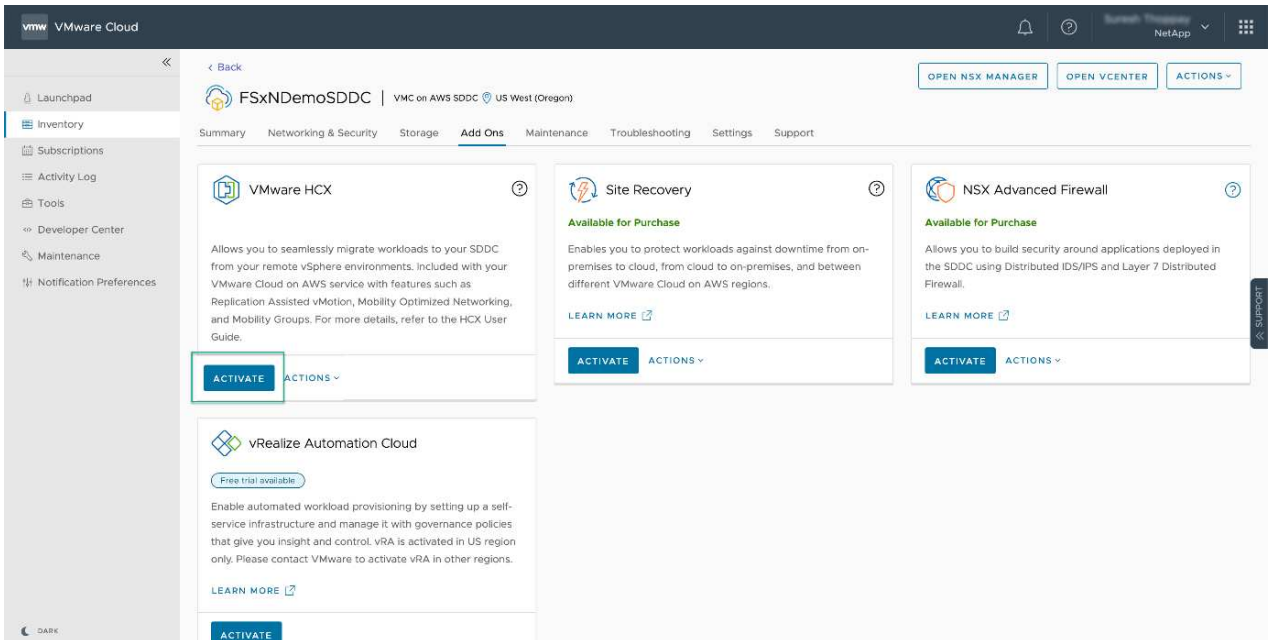 vmw VMware Cloud
NetApp
Launchpad
Inventory
Subscriptions
Activity Log
Tools
Developer Center
Maintenance
Notification Preferences
DARK
Back
OPEN NSX MANAGER
OPEN VCENTER
ACTIONS
FSxNDemoSDDC | VMC on AWS SDDC US West (Oregon)
Summary Networking & Security Storage Add Ons Maintenance Troubleshooting Settings Support
VMware HCX
Allows you to seamlessly migrate workloads to your SDDC
from your remote vSphere environments. Included with your
VMware Cloud on AWS service with features such as
Replication Assisted vMotion, Mobility Optimized Networking,
and Mobility Groups. For more details, refer to the HCX User
Guide.
ACTIVATE ACTIONS
Site Recovery
Available for Purchase
Enables you to protect workloads against downtime from on-
premises to cloud, from cloud to on-premises, and between
different VMware Cloud on AWS regions.
LEARN MORE
ACTIVATE ACTIONS
NSX Advanced Firewall
Available for Purchase
Allows you to build security around applications deployed in
the SDDC using Distributed IDS/IPS and Layer 7 Distributed
Firewall.
LEARN MORE
ACTIVATE ACTIONS
SUPPORT
vRealize Automation Cloud
Free trial available
Enable automated workload provisioning by setting up a self-
service infrastructure and manage it with governance policies
that give you insight and control. vRA is activated in US region
only. Please contact VMware to activate vRA in other regions.
LEARN MORE
ACTIVATE